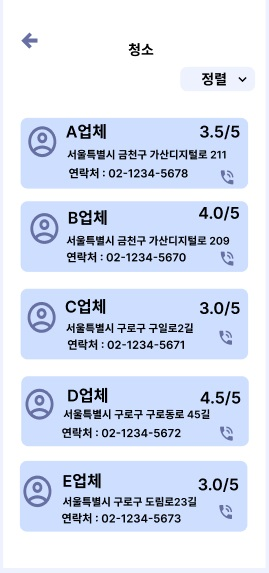 청소
정렬
A업체 3.5/5
서울특별시 금천구 가산디지털로 211
연락처 : 02-1234-5678
B업체 4.0/5
서울특별시 금천구 가산디지털로 209
연락처 : 02-1234-5670
C업체 3.0/5
서울특별시 구로구 구일로2길
연락처 : 02-1234-5671
D업체 4.5/5
서울특별시 구로구 구로동로 45길
연락처 : 02-1234-5672
E업체 3.0/5
서울특별시 구로구 도림로23길
연락처 : 02-1234-5673